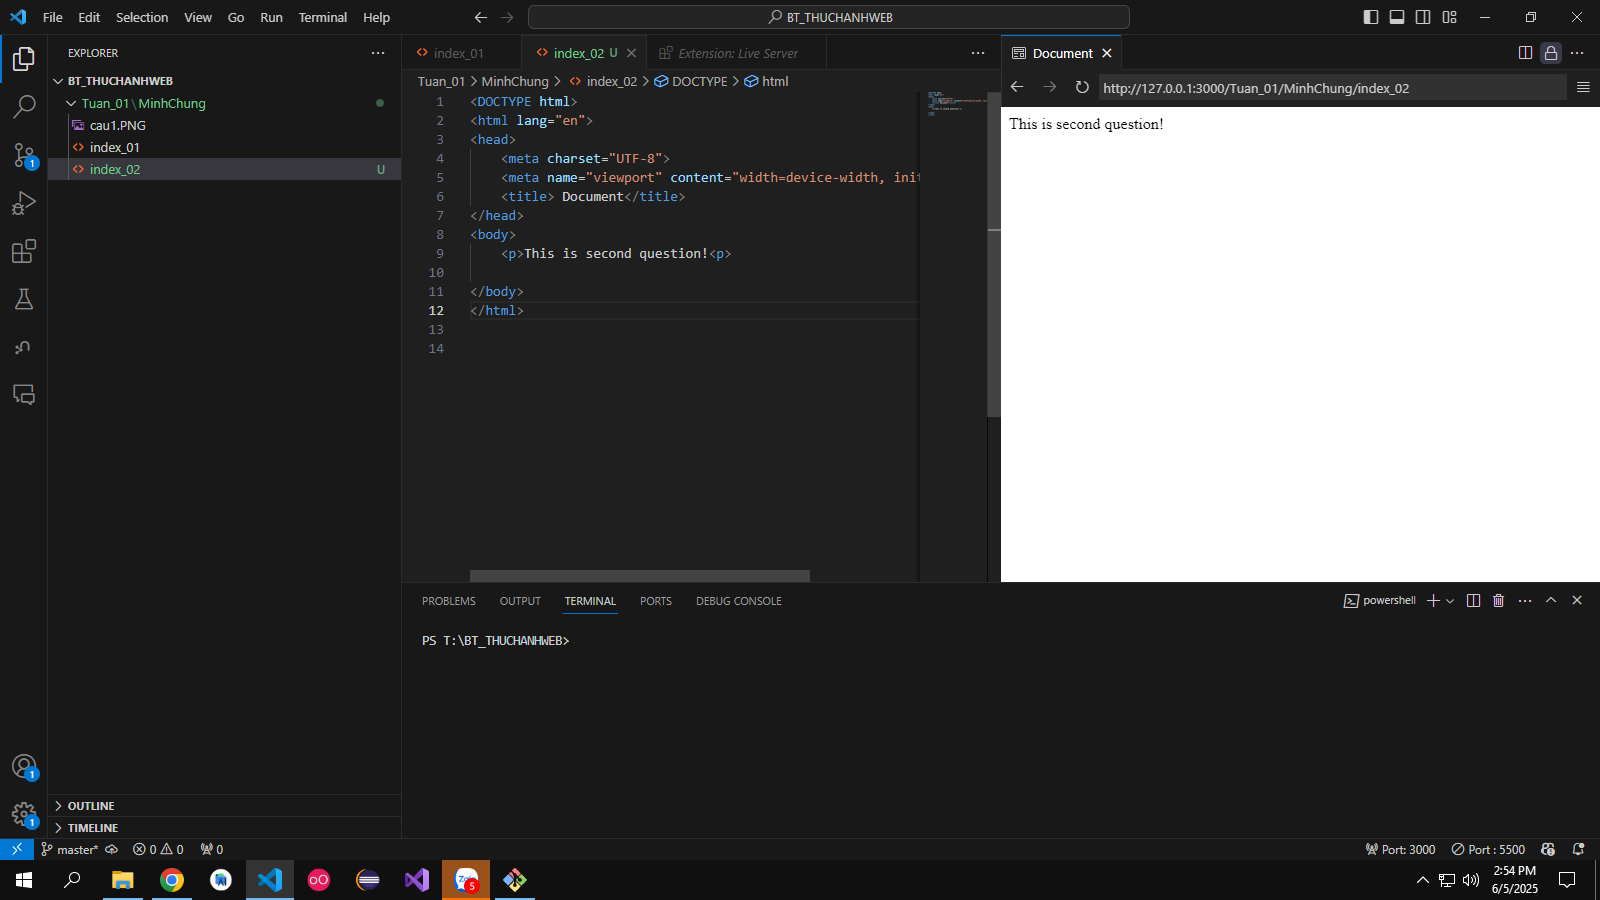 File Edit Selection View Go Run Terminal Help
BT_THUCHANHWEB
EXPLORER
BT_THUCHANHWEB
Tuan_01\MinhChung
cau1.PNG
index_01
index_02 U
OUTLINE
TIMELINE
index_01 index_02 U Extension: Live Server
Tuan_01 > MinhChung > index_02 > DOCTYPE > html
1 <DOCTYPE html>
2 <html lang="en">
3 <head>
4 <meta charset="UTF-8">
5 <meta name="viewport" content="width=device-width, init
6 <title> Document</title>
7 </head>
8 <body>
9 <p>This is second question!<p>
10
11 </body>
12 </html>
13
14
Document
http://127.0.0.1:3000/Tuan_01/MinhChung/index_02
This is second question!
PROBLEMS OUTPUT TERMINAL PORTS DEBUG CONSOLE
powershell
PS T:\BT_THUCHANHWEB>
1
1
1
master* 0 0 0
Port: 3000 Port : 5500
5
2:54 PM
6/5/2025